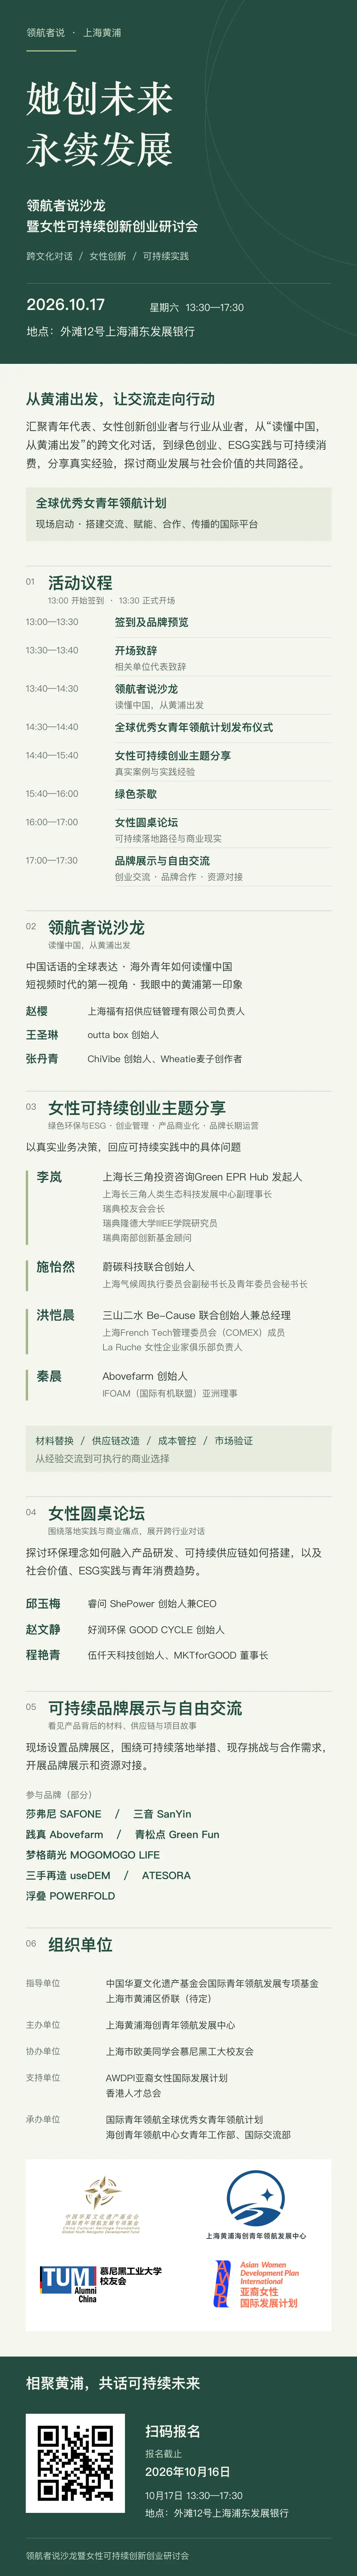 领航者说 · 上海黄浦
她创未来
永续发展
领航者说沙龙
暨女性可持续创新创业研讨会
跨文化对话 / 女性创新 / 可持续实践
2026.10.17 星期六 13:30—17:30
地点：外滩12号上海浦东发展银行
从黄浦出发，让交流走向行动
汇聚青年代表、女性创新创业者与行业从业者，从“读懂中国，
从黄浦出发”的跨文化对话，到绿色创业、ESG实践与可持续消
费，分享真实经验，探讨商业发展与社会价值的共同路径。
全球优秀女青年领航计划
现场启动 · 搭建交流、赋能、合作、传播的国际平台
01 活动议程
13:00 开始签到 · 13:30 正式开场
13:00—13:30 签到及品牌预览
13:30—13:40 开场致辞
相关单位代表致辞
13:40—14:30 领航者说沙龙
读懂中国，从黄浦出发
14:30—14:40 全球优秀女青年领航计划发布仪式
14:40—15:40 女性可持续创业主题分享
真实案例与实践经验
15:40—16:00 绿色茶歇
16:00—17:00 女性圆桌论坛
可持续落地路径与商业现实
17:00—17:30 品牌展示与自由交流
创业交流 · 品牌合作 · 资源对接
02 领航者说沙龙
读懂中国，从黄浦出发
中国话语的全球表达 · 海外青年如何读懂中国
短视频时代的第一视角 · 我眼中的黄浦第一印象
赵樱 上海福有招供应链管理有限公司负责人
王圣琳 outta box 创始人
张丹青 ChiVibe 创始人、Wheatie麦子创作者
03 女性可持续创业主题分享
绿色环保与ESG · 创业管理 · 产品商业化 · 品牌长期运营
以真实业务决策，回应可持续实践中的具体问题
李岚 上海长三角投资咨询Green EPR Hub 发起人
上海长三角人类生态科技发展中心副理事长
瑞典校友会会长
瑞典隆德大学IIIEE学院研究员
瑞典南部创新基金顾问
施怡然 蔚碳科技联合创始人
上海气候周执行委员会副秘书长及青年委员会秘书长
洪恺晨 三山二水 Be-Cause 联合创始人兼总经理
上海French Tech管理委员会（COMEX）成员
La Ruche 女性企业家俱乐部负责人
秦晨 Abovefarm 创始人
IFOAM（国际有机联盟）亚洲理事
材料替换 / 供应链改造 / 成本管控 / 市场验证
从经验交流到可执行的商业选择
04 女性圆桌论坛
围绕落地实践与商业痛点，展开跨行业对话
探讨环保理念如何融入产品研发、可持续供应链如何搭建，以及
社会价值、ESG实践与青年消费趋势。
邱玉梅 睿问 ShePower 创始人兼CEO
赵文静 好润环保 GOOD CYCLE 创始人
程艳青 伍仟天科技创始人、MKTforGOOD 董事长
05 可持续品牌展示与自由交流
看见产品背后的材料、供应链与项目故事
现场设置品牌展区，围绕可持续落地举措、现存挑战与合作需求，
开展品牌展示和资源对接。
参与品牌（部分）
莎弗尼 SAFONE / 三音 SanYin
践真 Abovefarm / 青松点 Green Fun
梦格萌光 MOGOMOGO LIFE
三手再造 useDEM / ATESORA
浮叠 POWERFOLD
06 组织单位
指导单位 中国华夏文化遗产基金会国际青年领航发展专项基金
上海市黄浦区侨联（待定）
主办单位 上海黄浦海创青年领航发展中心
协办单位 上海市欧美同学会慕尼黑工大校友会
支持单位 AWDPI亚裔女性国际发展计划
香港人才总会
承办单位 国际青年领航全球优秀女青年领航计划
海创青年领航中心女青年工作部、国际交流部
中国华夏文化遗产基金会
国际青年领航发展专项基金
上海黄浦海创青年领航发展中心
TUM
Alumni
China
慕尼黑工业大学
校友会
AWDP
Asian Women
Development Plan
International
亚裔女性
国际发展计划
相聚黄浦，共话可持续未来
扫码报名
报名截止
2026年10月16日
10月17日 13:30—17:30
地点：外滩12号上海浦东发展银行
领航者说沙龙暨女性可持续创新创业研讨会